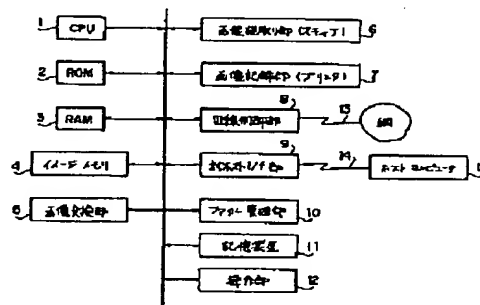 1 CPU
2 ROM
3 RAM
4 イメージメモリ
5 画像変換部
画像読取り部(スキャナ) 6
画像記録部(プリンタ) 7
回線制御部 8
13
網
対ホストI/F部 9
14
ホストコンピュータ
ファイル管理部 10
記憶装置 11
操作部 12